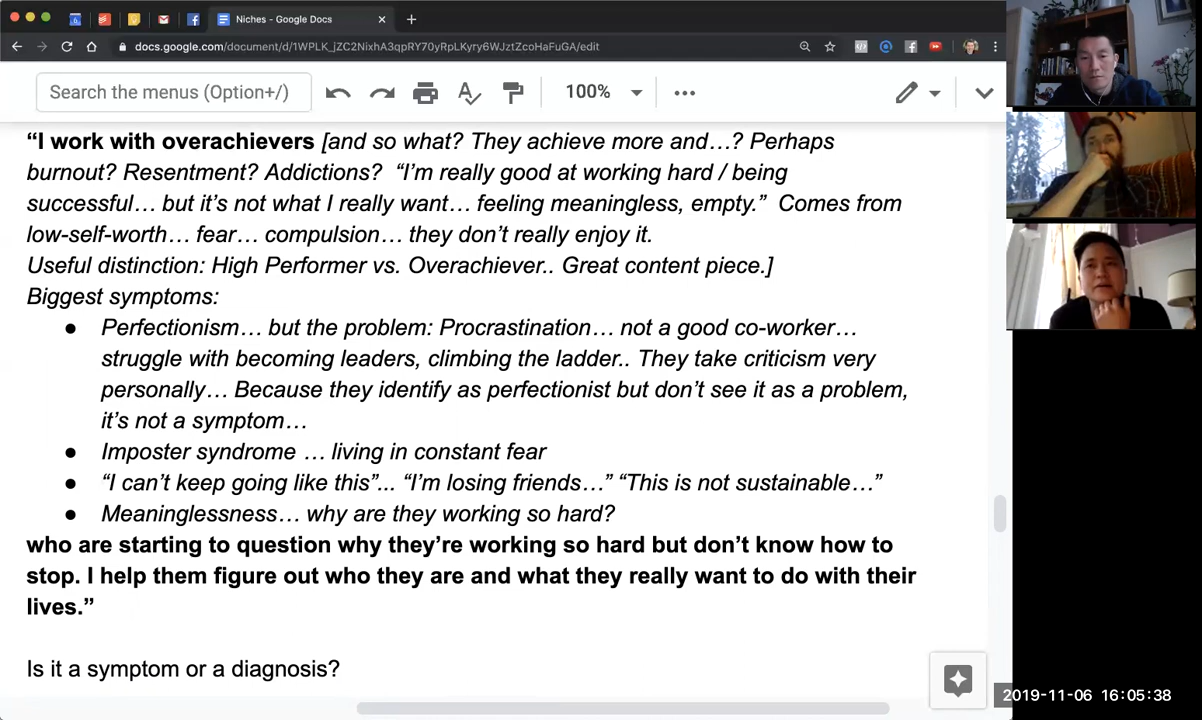 Niches - Google Docs
docs.google.com/document/d/1WPLK_jZC2NixhA3qpRY70yRpLKyry6WJztZcoHaFuGA/edit
Search the menus (Option+/)
100%
“I work with overachievers [and so what? They achieve more and…? Perhaps
burnout? Resentment? Addictions?  “I’m really good at working hard / being
successful… but it’s not what I really want… feeling meaningless, empty.”  Comes from
low-self-worth… fear… compulsion… they don’t really enjoy it.
Useful distinction: High Performer vs. Overachiever.. Great content piece.]
Biggest symptoms:
● Perfectionism… but the problem: Procrastination… not a good co-worker…
struggle with becoming leaders, climbing the ladder.. They take criticism very
personally… Because they identify as perfectionist but don’t see it as a problem,
it’s not a symptom…
● Imposter syndrome … living in constant fear
● “I can’t keep going like this”... “I’m losing friends…” “This is not sustainable…”
● Meaninglessness… why are they working so hard?
who are starting to question why they’re working so hard but don’t know how to
stop. I help them figure out who they are and what they really want to do with their
lives.”
Is it a symptom or a diagnosis?
2019-11-06 16:05:38